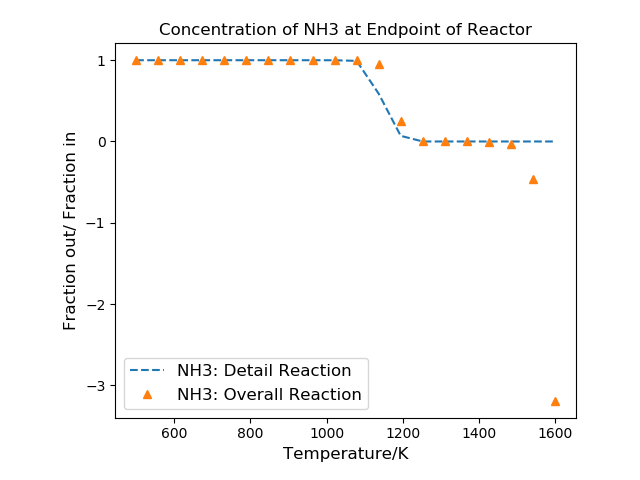 Concentration of NH3 at Endpoint of Reactor
Fraction out/ Fraction in
1
0
−1
−2
−3
NH3: Detail Reaction
NH3: Overall Reaction
600 800 1000 1200 1400 1600
Temperature/K